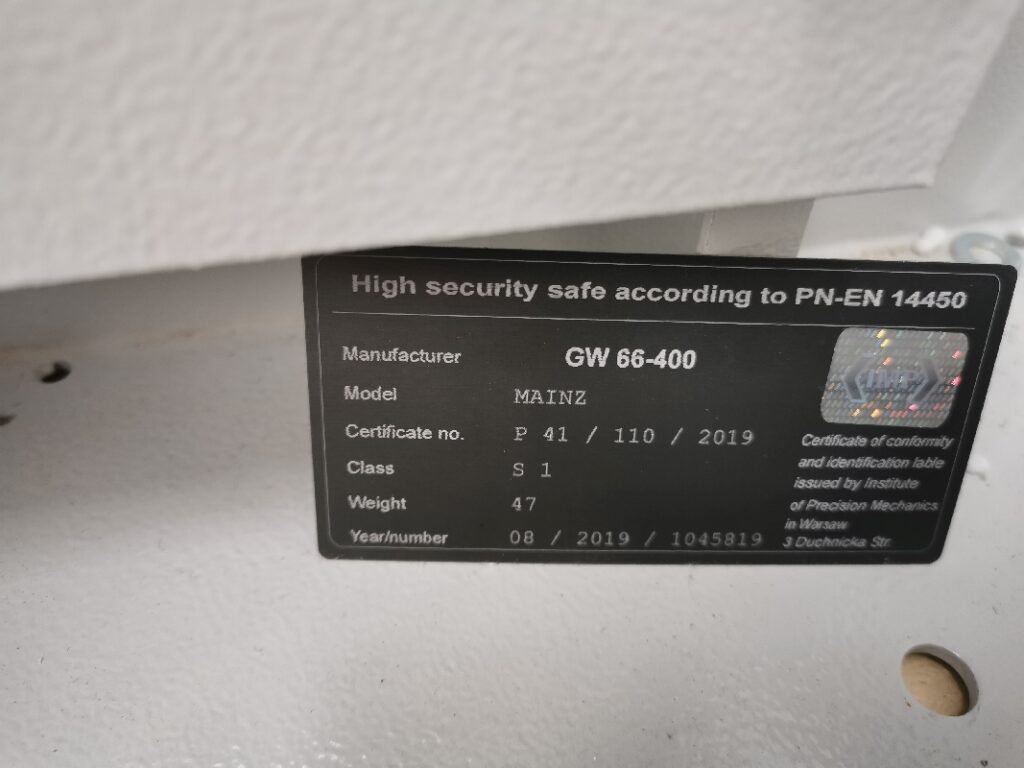 High security safe according to PN-EN 14450
Manufacturer GW 66-400
Model MAINZ
Certificate no. P 41 / 110 / 2019
Class S 1
Weight 47
Year/number 08 / 2019 / 1045819
Certificate of conformity
and identification lable
issued by Institute
of Precision Mechanics
in Warsaw
3 Duchnicka Str.